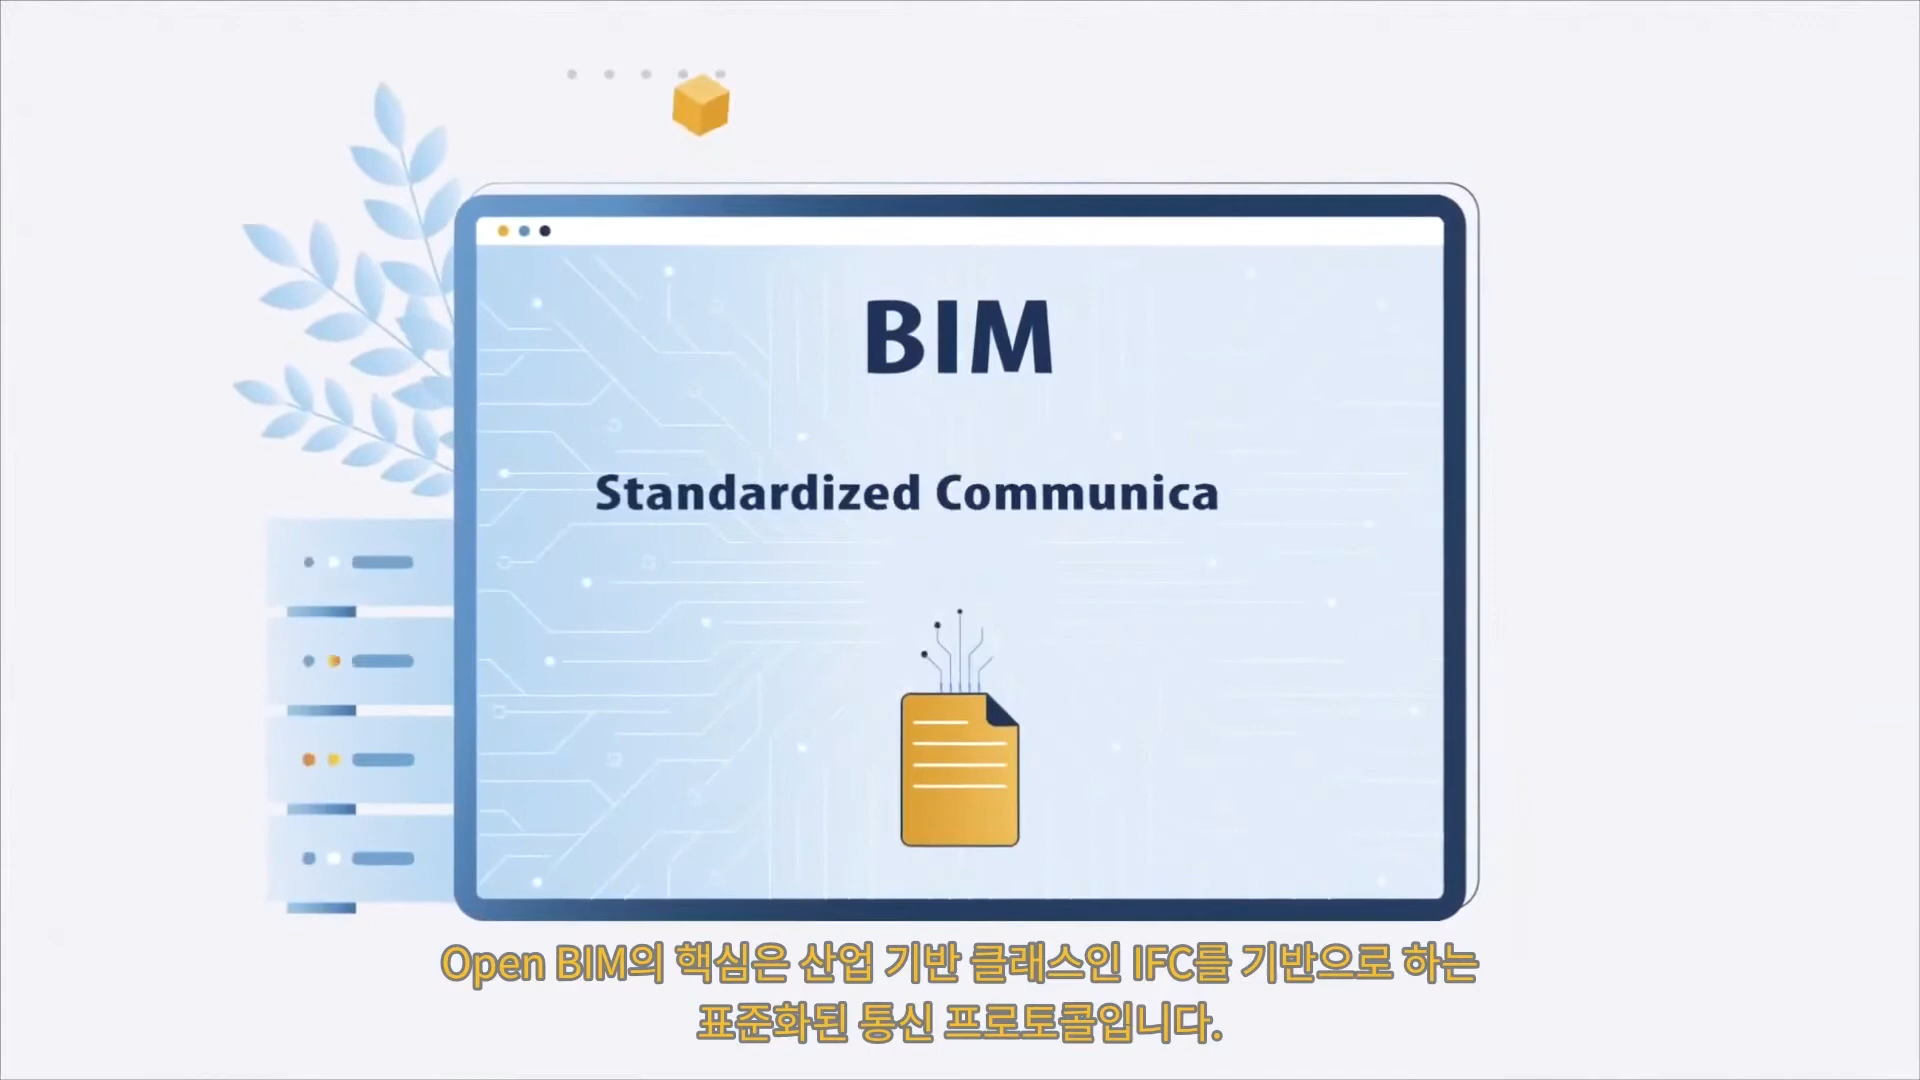 BIM
Standardized Communica
Open BIM의 핵심은 산업 기반 클래스인 IFC를 기반으로 하는
표준화된 통신 프로토콜입니다.